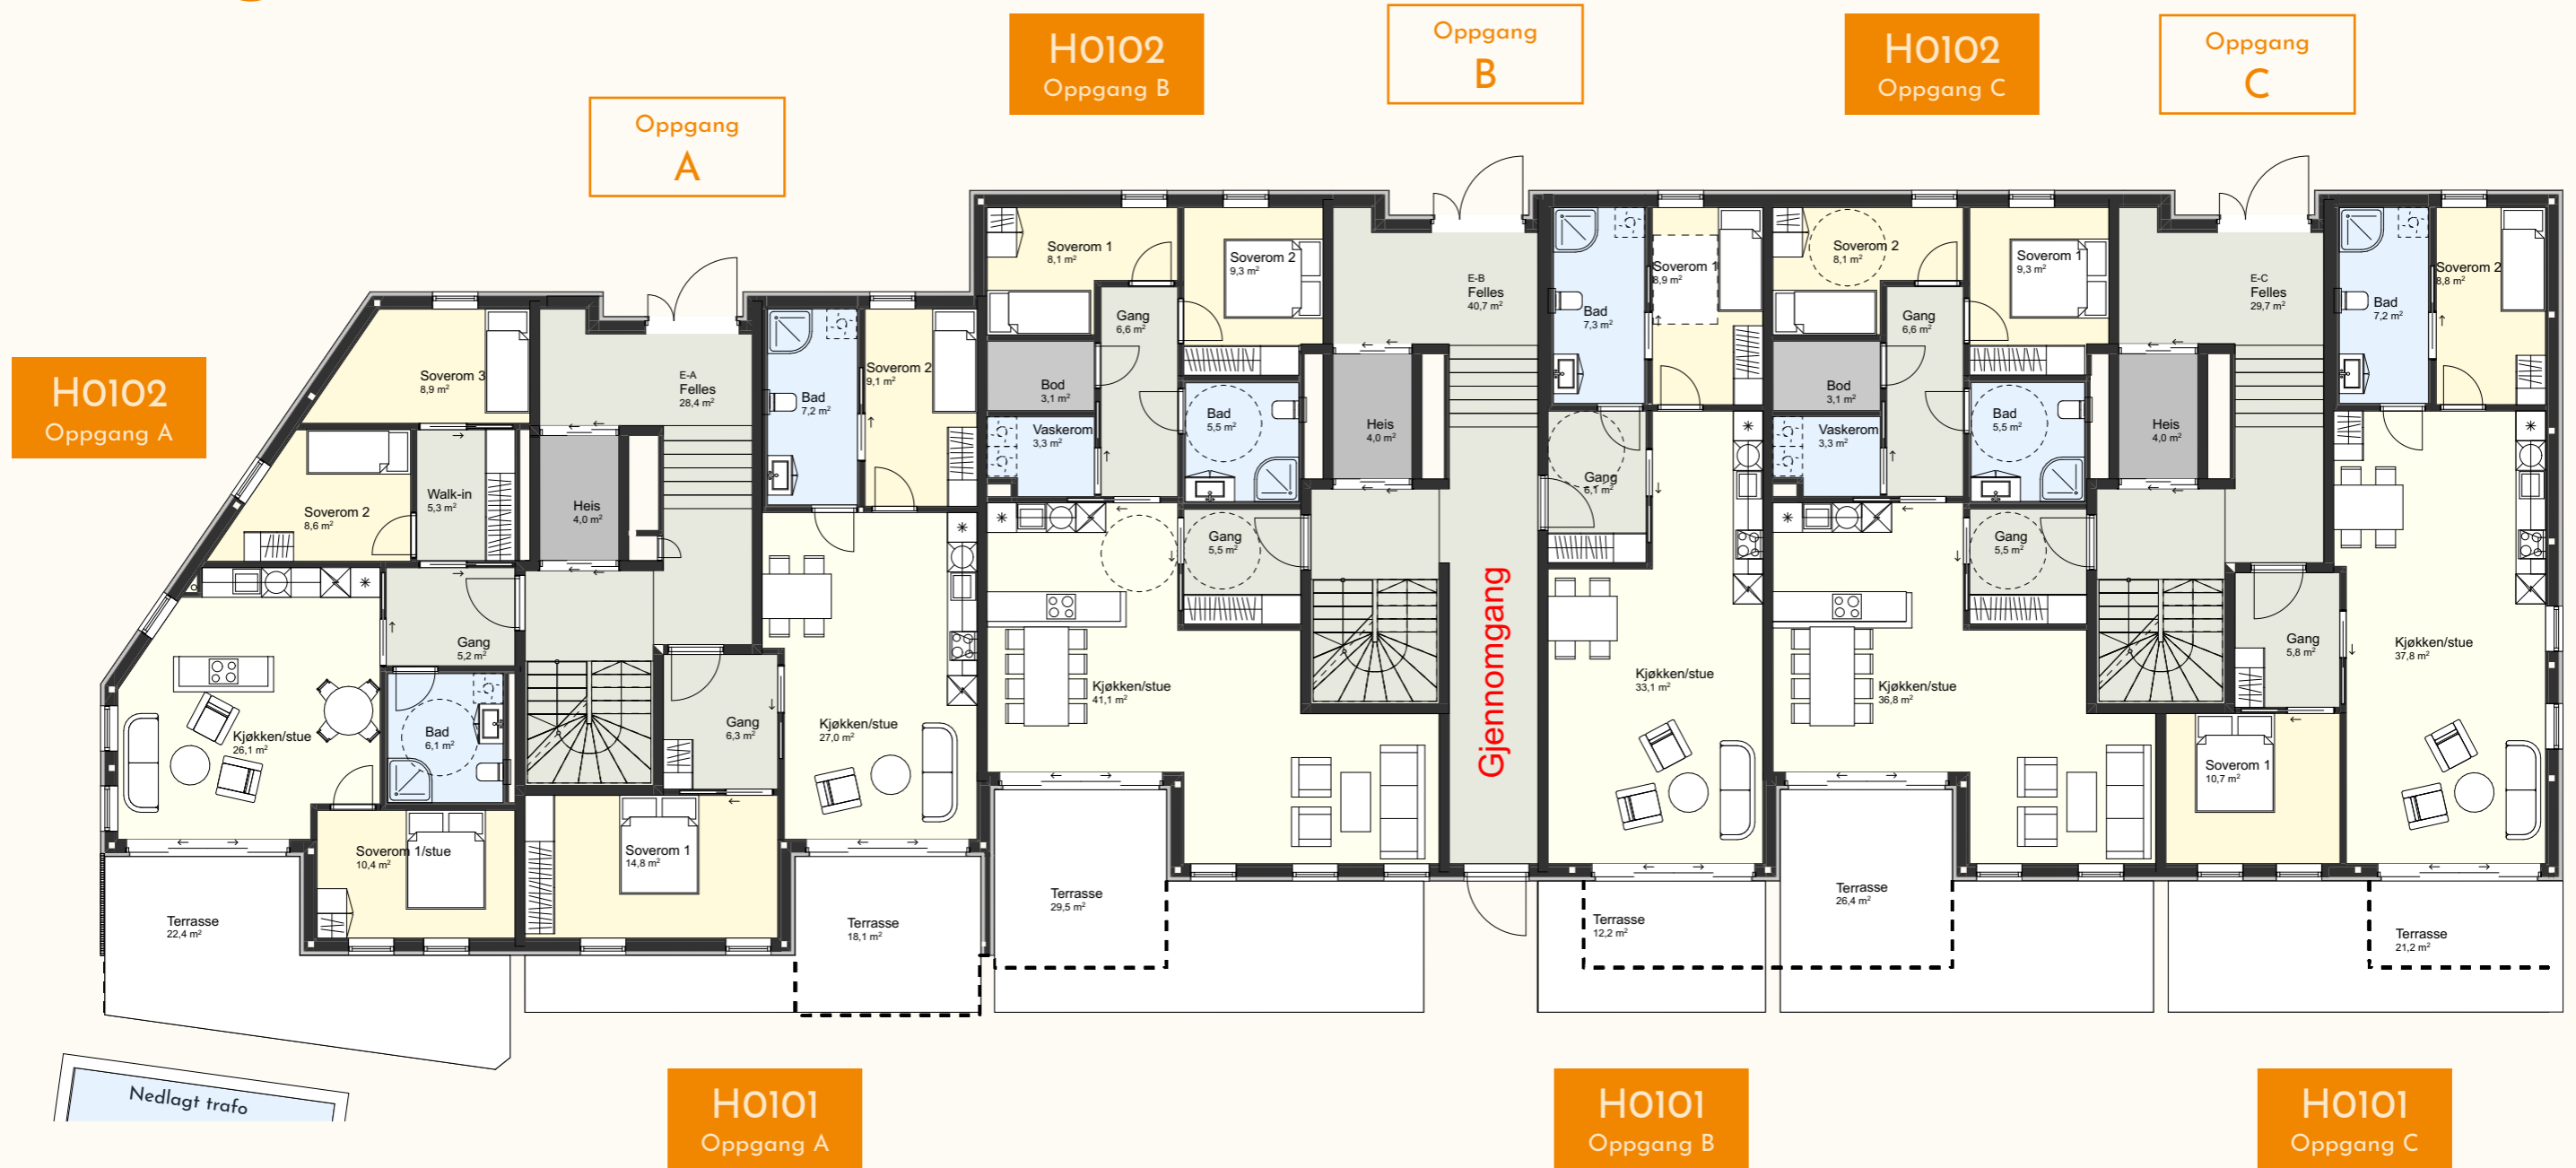 H0102
Oppgang B
Oppgang
B
H0102
Oppgang C
Oppgang
C
Oppgang
A
H0102
Oppgang A
Soverom 3
8,9 m²
Soverom 2
8,6 m²
Walk-in
5,3 m²
Heis
4,0 m²
E-A
Felles
28,4 m²
Bad
7,2 m²
Soverom 2
9,1 m²
Gang
5,2 m²
Bad
6,1 m²
Kjøkken/stue
26,1 m²
Soverom 1/stue
10,4 m²
Terrasse
22,4 m²
Gang
6,3 m²
Kjøkken/stue
27,0 m²
Soverom 1
14,8 m²
Terrasse
18,1 m²
Soverom 1
8,1 m²
Soverom 2
9,3 m²
Gang
6,6 m²
Bod
3,1 m²
Vaskerom
3,3 m²
Bad
5,5 m²
Gang
5,5 m²
Kjøkken/stue
41,1 m²
Terrasse
29,5 m²
E-B
Felles
40,7 m²
Heis
4,0 m²
Gjennomgang
Bad
7,3 m²
Soverom 1
8,9 m²
Gang
6,1 m²
Kjøkken/stue
33,1 m²
Terrasse
12,2 m²
Soverom 2
8,1 m²
Soverom 1
9,3 m²
Gang
6,6 m²
Bod
3,1 m²
Vaskerom
3,3 m²
Bad
5,5 m²
Gang
5,5 m²
Kjøkken/stue
36,8 m²
Terrasse
26,4 m²
E-C
Felles
29,7 m²
Heis
4,0 m²
Bad
7,2 m²
Soverom 2
8,8 m²
Gang
5,8 m²
Kjøkken/stue
37,8 m²
Soverom 1
10,7 m²
Terrasse
21,2 m²
Nedlagt trafo
H0101
Oppgang A
H0101
Oppgang B
H0101
Oppgang C